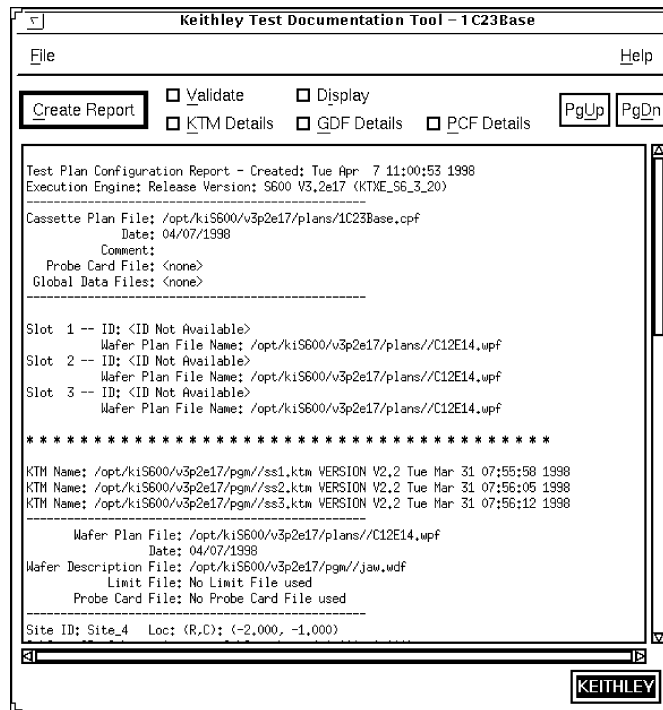 Keithley Test Documentation Tool – 1C23Base
File Help
Create Report
Validate Display
KTM Details GDF Details PCF Details
PgUp PgDn
Test Plan Configuration Report - Created: Tue Apr 7 11:00:53 1998
Execution Engine: Release Version: S600 V3.2e17 (KTXE_S6_3_20)
--------------------------------------------------
Cassette Plan File: /opt/kiS600/v3p2e17/plans/1C23Base.cpf
Date: 04/07/1998
Comment:
Probe Card File: <none>
Global Data Files: <none>
--------------------------------------------------
Slot 1 -- ID: <ID Not Available>
Wafer Plan File Name: /opt/kiS600/v3p2e17/plans//C12E14.wpf
Slot 2 -- ID: <ID Not Available>
Wafer Plan File Name: /opt/kiS600/v3p2e17/plans//C12E14.wpf
Slot 3 -- ID: <ID Not Available>
Wafer Plan File Name: /opt/kiS600/v3p2e17/plans//C12E14.wpf
* * * * * * * * * * * * * * * * * * * * * * * * * * * * * * * * * * * * * * *
KTM Name: /opt/kiS600/v3p2e17/pgm//ss1.ktm VERSION V2.2 Tue Mar 31 07:55:58 1998
KTM Name: /opt/kiS600/v3p2e17/pgm//ss2.ktm VERSION V2.2 Tue Mar 31 07:56:05 1998
KTM Name: /opt/kiS600/v3p2e17/pgm//ss3.ktm VERSION V2.2 Tue Mar 31 07:56:12 1998
--------------------------------------------------
Wafer Plan File: /opt/kiS600/v3p2e17/plans//C12E14.wpf
Date: 04/07/1998
Wafer Description File: /opt/kiS600/v3p2e17/pgm//jaw.wdf
Limit File: No Limit File used
Probe Card File: No Probe Card File used
--------------------------------------------------
Site ID: Site_4 Loc: (R,C): (-2.000, -1.000)
KEITHLEY